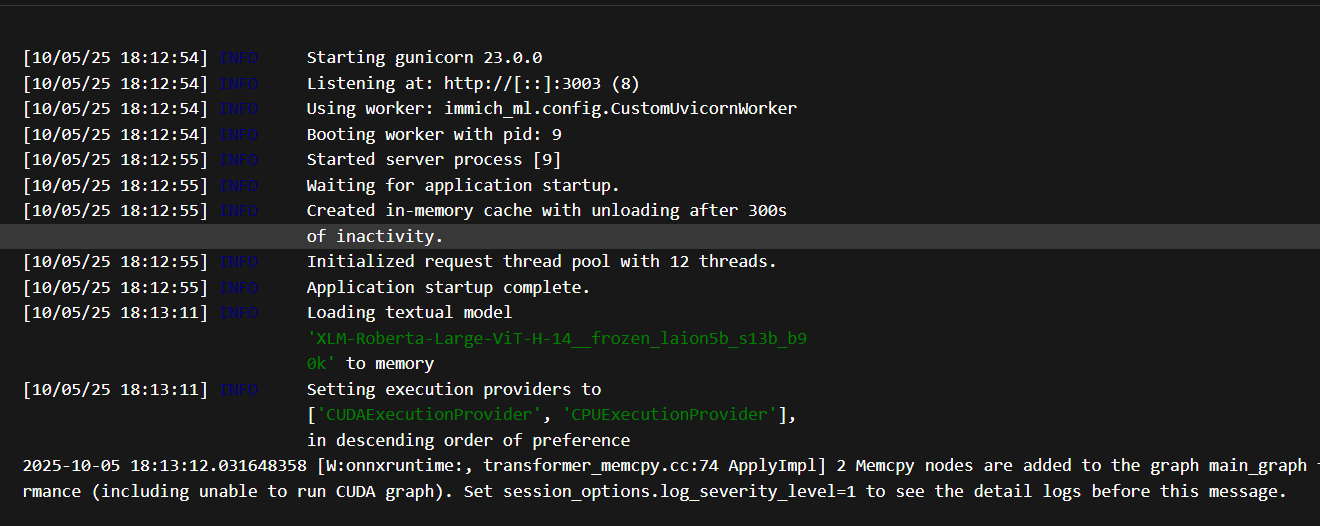 [10/05/25 18:12:54] INFO Starting gunicorn 23.0.0
[10/05/25 18:12:54] INFO Listening at: http://[::]:3003 (8)
[10/05/25 18:12:54] INFO Using worker: immich_ml.config.CustomUvicornWorker
[10/05/25 18:12:54] INFO Booting worker with pid: 9
[10/05/25 18:12:55] INFO Started server process [9]
[10/05/25 18:12:55] INFO Waiting for application startup.
[10/05/25 18:12:55] INFO Created in-memory cache with unloading after 300s
of inactivity.
[10/05/25 18:12:55] INFO Initialized request thread pool with 12 threads.
[10/05/25 18:12:55] INFO Application startup complete.
[10/05/25 18:13:11] INFO Loading textual model
'XLM-Roberta-Large-ViT-H-14__frozen_laion5b_s13b_b9
0k' to memory
[10/05/25 18:13:11] INFO Setting execution providers to
['CUDAExecutionProvider', 'CPUExecutionProvider'],
in descending order of preference
2025-10-05 18:13:12.031648358 [W:onnxruntime:, transformer_memcpy.cc:74 ApplyImpl] 2 Memcpy nodes are added to the graph main_graph
rmance (including unable to run CUDA graph). Set session_options.log_severity_level=1 to see the detail logs before this message.